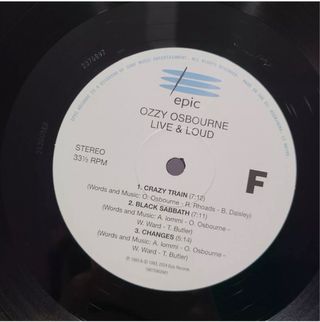 epic
OZZY OSBOURNE
LIVE & LOUD
STEREO
33⅓ RPM
F
1. CRAZY TRAIN (7:12)
(Words and Music: O. Osbourne - R. Rhoads - B. Daisley)
2. BLACK SABBATH (7:11)
(Words and Music: A. Iommi - O. Osbourne -
W. Ward - T. Butler)
3. CHANGES (5:14)
(Words and Music: A. Iommi - O. Osbourne -
W. Ward - T. Butler)